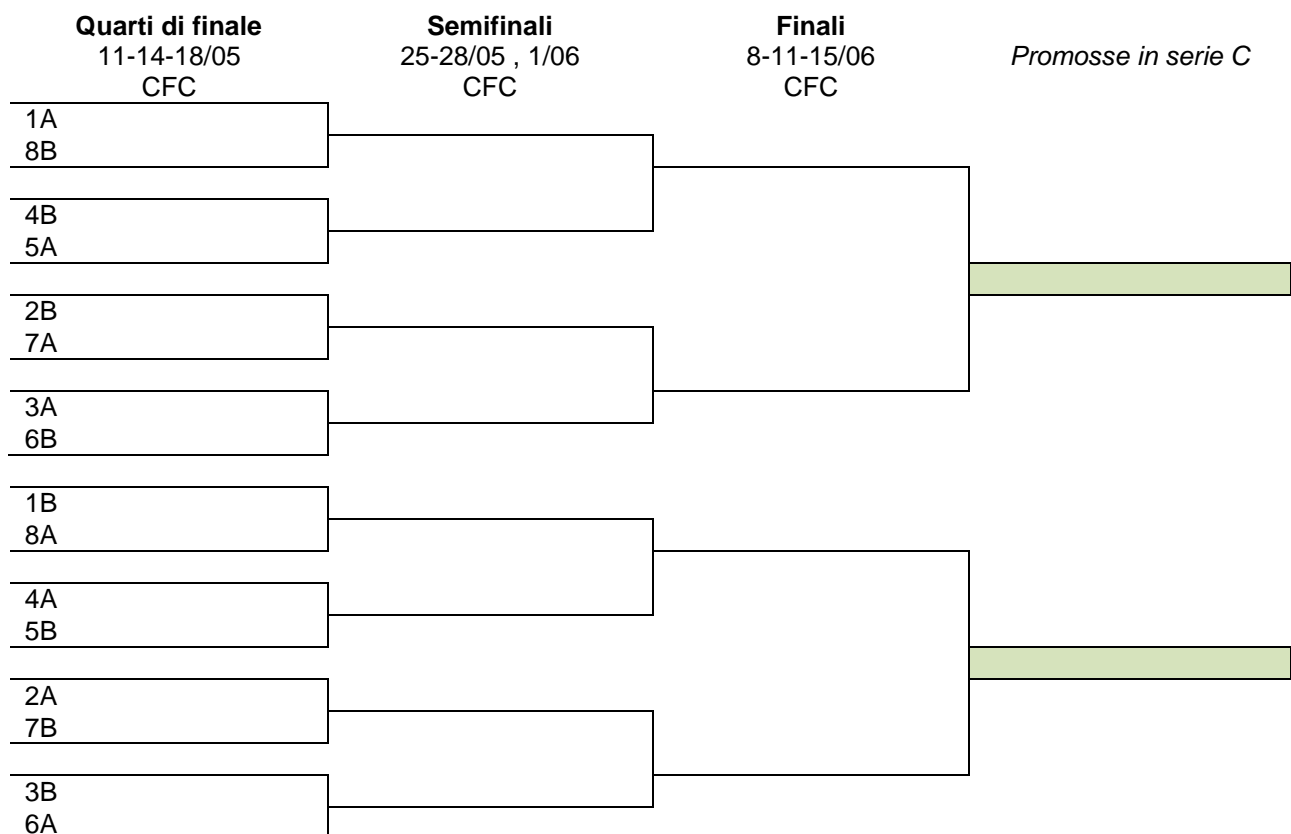 Quarti di finale
11-14-18/05
CFC
Semifinali
25-28/05 , 1/06
CFC
Finali
8-11-15/06
CFC
Promosse in serie C
1A
8B
4B
5A
2B
7A
3A
6B
1B
8A
4A
5B
2A
7B
3B
6A